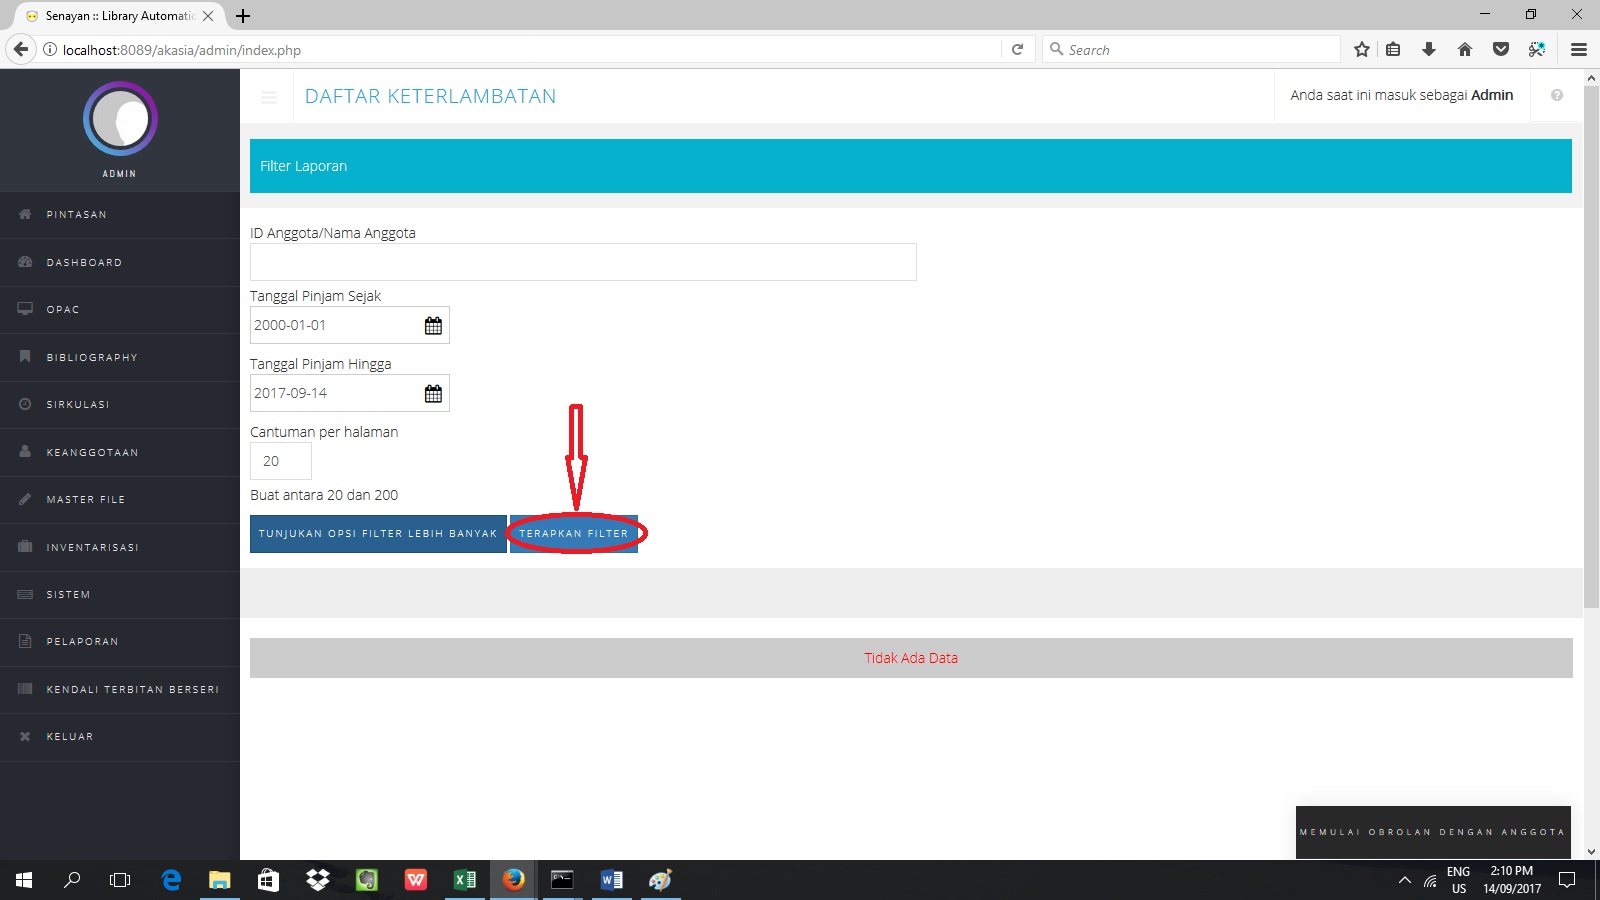 Senayan :: Library Automatic
localhost:8089/akasia/admin/index.php
Search
ADMIN
PINTASAN
DASHBOARD
OPAC
BIBLIOGRAPHY
SIRKULASI
KEANGGOTAAN
MASTER FILE
INVENTARISASI
SISTEM
PELAPORAN
KENDALI TERBITAN BERSERI
KELUAR
DAFTAR KETERLAMBATAN
Anda saat ini masuk sebagai Admin
Filter Laporan
ID Anggota/Nama Anggota
Tanggal Pinjam Sejak
2000-01-01
Tanggal Pinjam Hingga
2017-09-14
Cantuman per halaman
20
Buat antara 20 dan 200
TUNJUKAN OPSI FILTER LEBIH BANYAK
TERAPKAN FILTER
Tidak Ada Data
MEMULAI OBROLAN DENGAN ANGGOTA
ENG
US
2:10 PM
14/09/2017